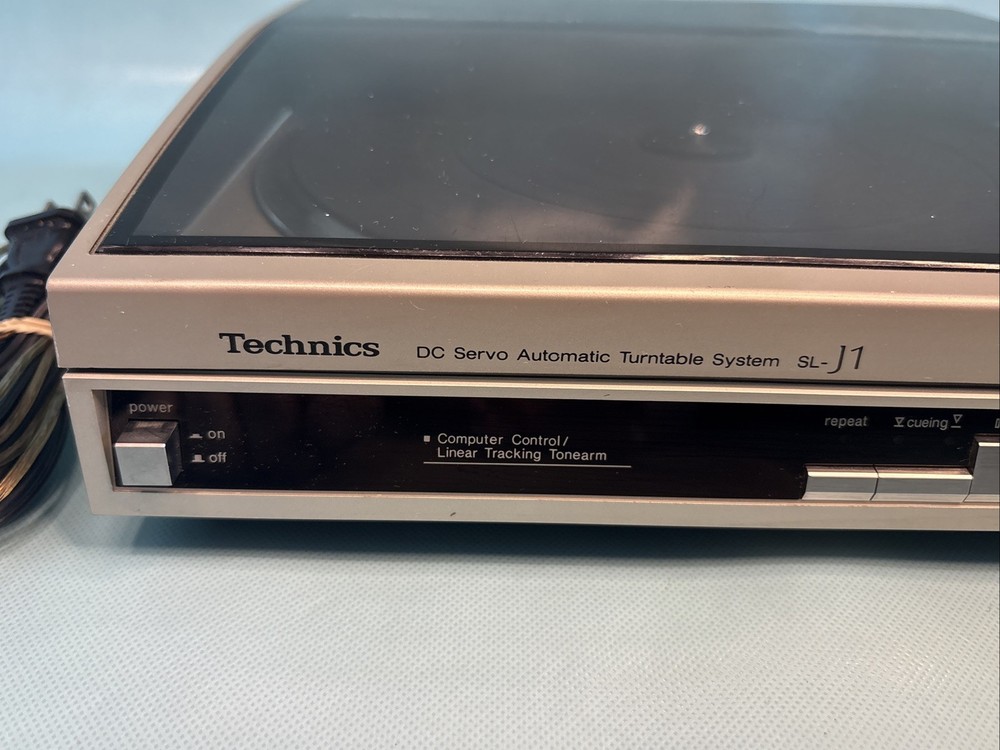 Technics DC Servo Automatic Turntable System SL-J1
power
on
off
Computer Control/
Linear Tracking Tonearm
repeat cueing